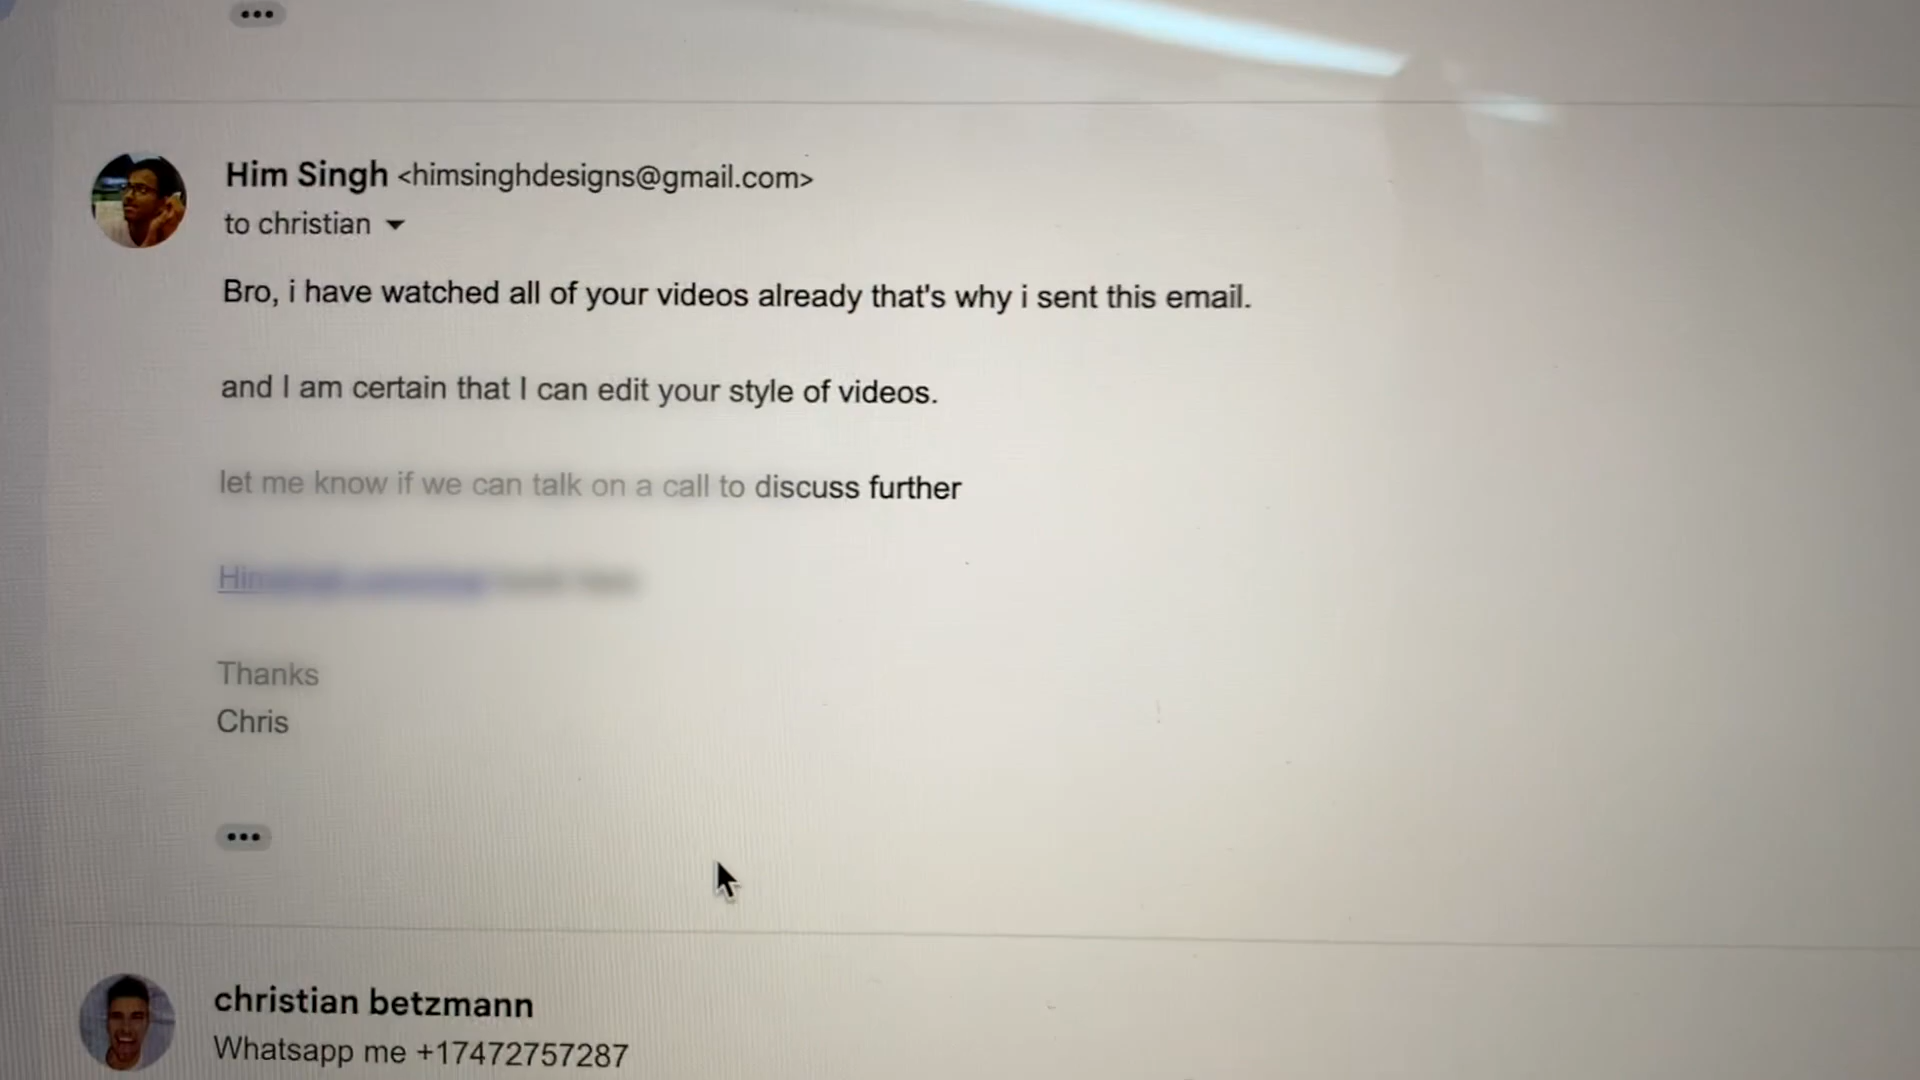 Him Singh <himsinghdesigns@gmail.com>
to christian
Bro, i have watched all of your videos already that's why i sent this email.
and I am certain that I can edit your style of videos.
let me know if we can talk on a call to discuss further
Thanks
Chris
christian betzmann
Whatsapp me +17472757287